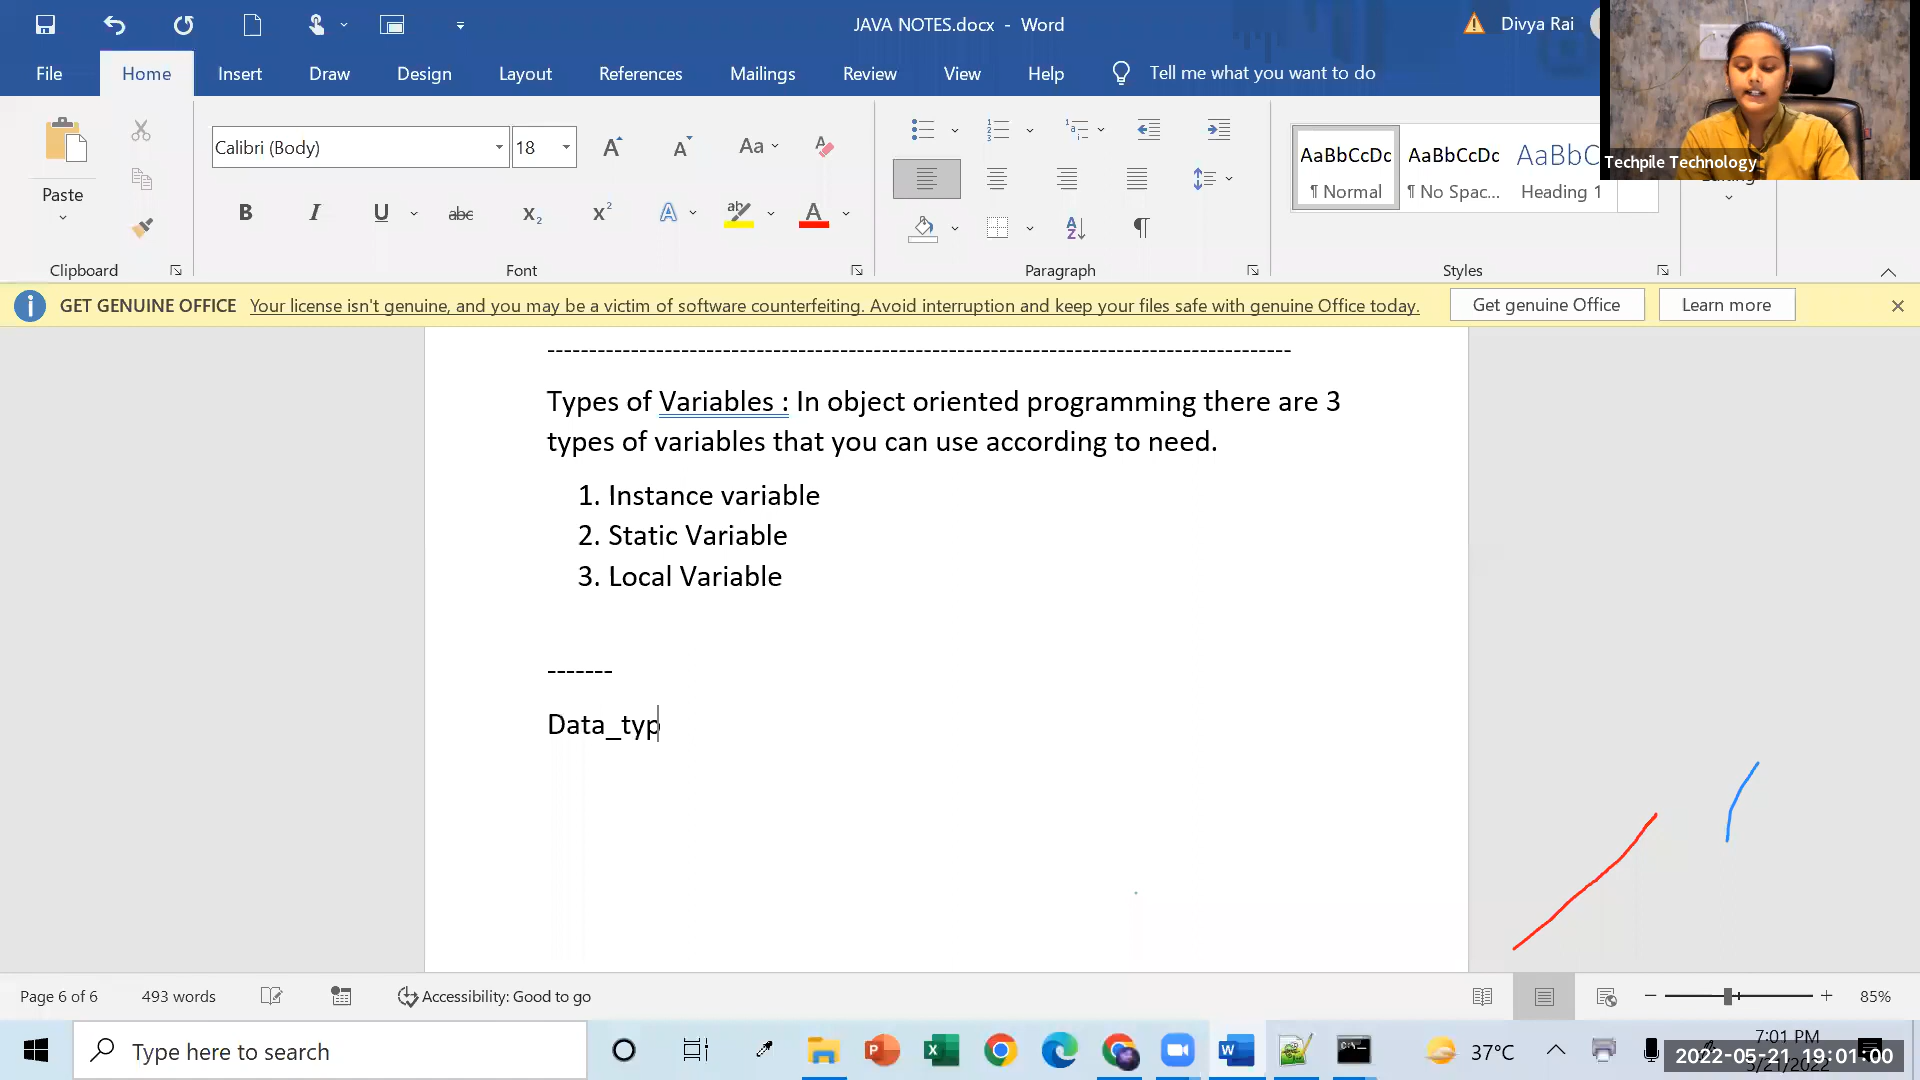 JAVA NOTES.docx - Word
Divya Rai
File Home Insert Draw Design Layout References Mailings Review View Help Tell me what you want to do
Techpile Technology
Calibri (Body) 18 Aa
AaBbCcDc AaBbCcDc AaBbC
Paste
¶ Normal ¶ No Spac... Heading 1
B I U abc X₂ X² A ab A
Clipboard Font Paragraph Styles
GET GENUINE OFFICE Your license isn't genuine, and you may be a victim of software counterfeiting. Avoid interruption and keep your files safe with genuine Office today. Get genuine Office Learn more
---------------------------------------------------------------------------------------
Types of Variables : In object oriented programming there are 3
types of variables that you can use according to need.
1. Instance variable
2. Static Variable
3. Local Variable
-------
Data_typ
Page 6 of 6 493 words Accessibility: Good to go 85%
Type here to search
37°C
7:01 PM
2022-05-21 19:01:00